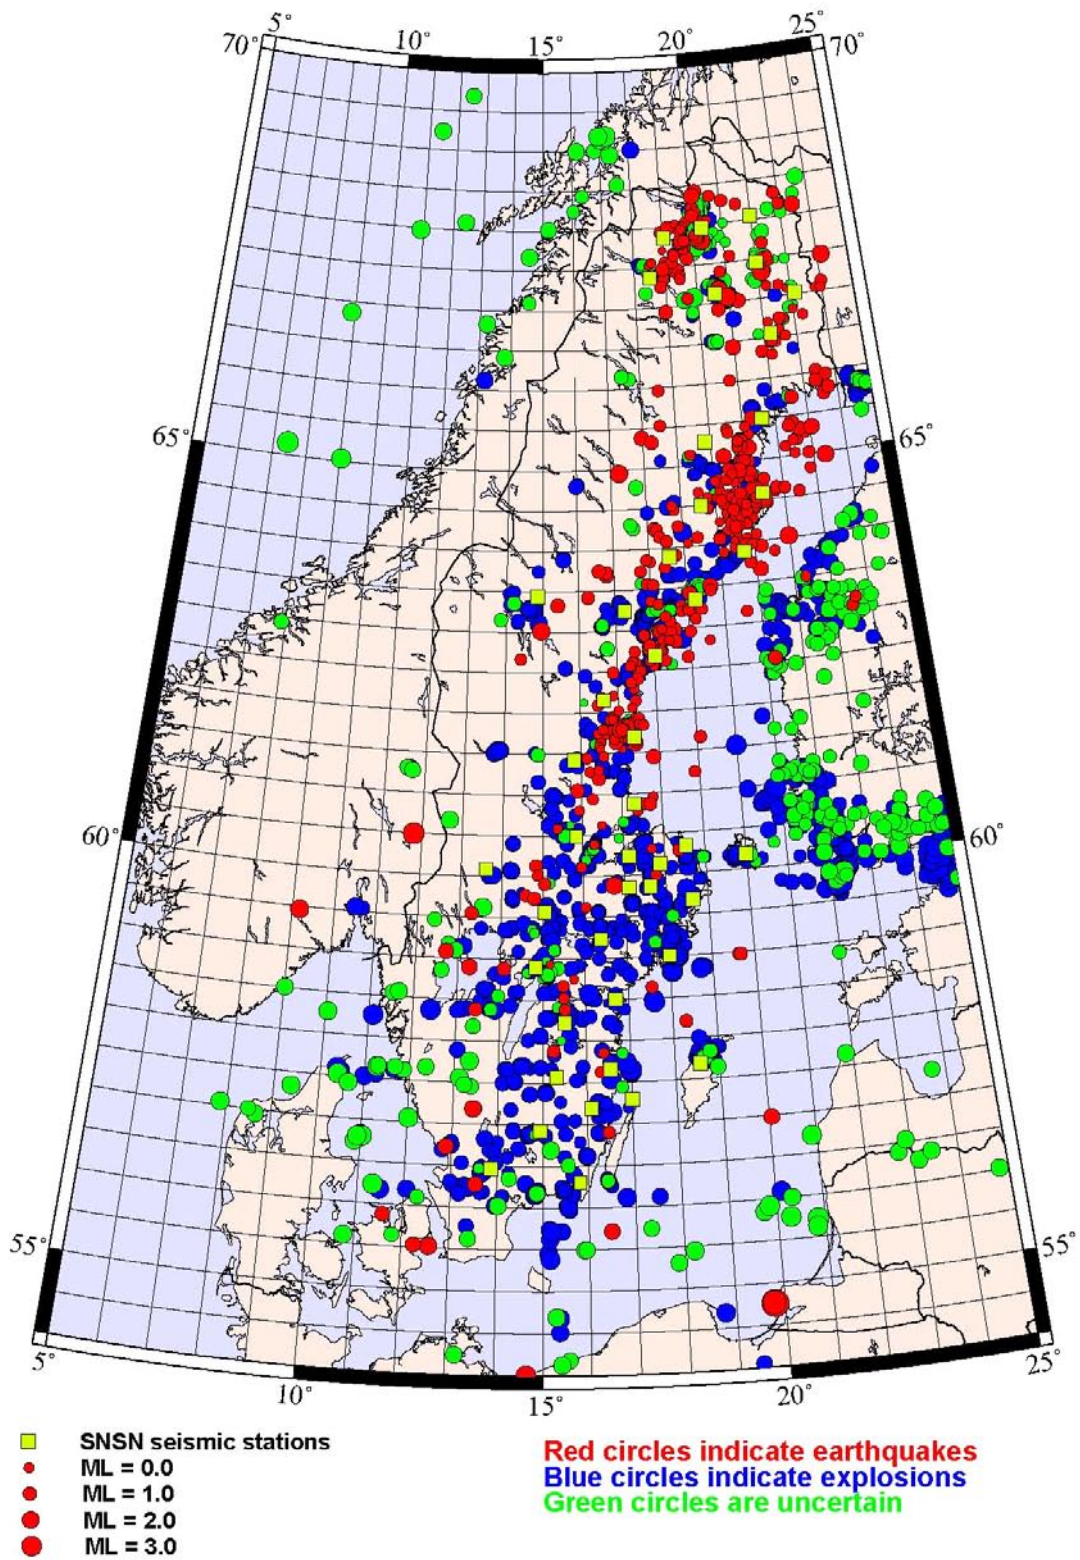 5°
10°
15°
20°
25°
70°
70°
65°
65°
60°
60°
55°
55°
5°
10°
15°
20°
25°
SNSN seismic stations
ML = 0.0
ML = 1.0
ML = 2.0
ML = 3.0
Red circles indicate earthquakes
Blue circles indicate explosions
Green circles are uncertain